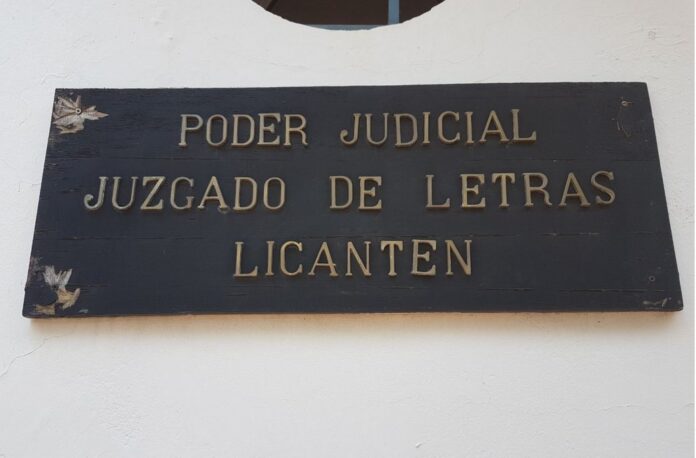 PODER JUDICIAL
JUZGADO DE LETRAS
LICANTEN